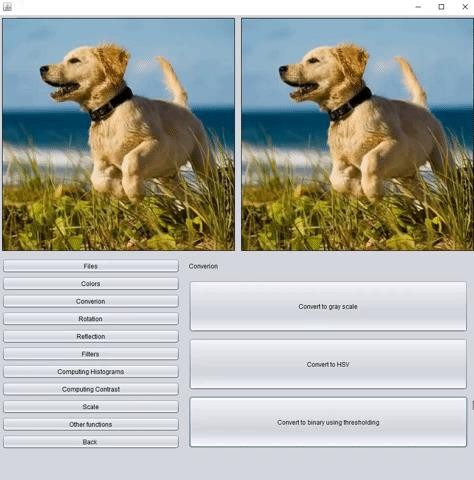 Files
Colors
Converion
Rotation
Reflection
Filters
Computing Histograms
Computing Contrast
Scale
Other functions
Back
Converion
Convert to gray scale
Convert to HSV
Convert to binary using thresholding